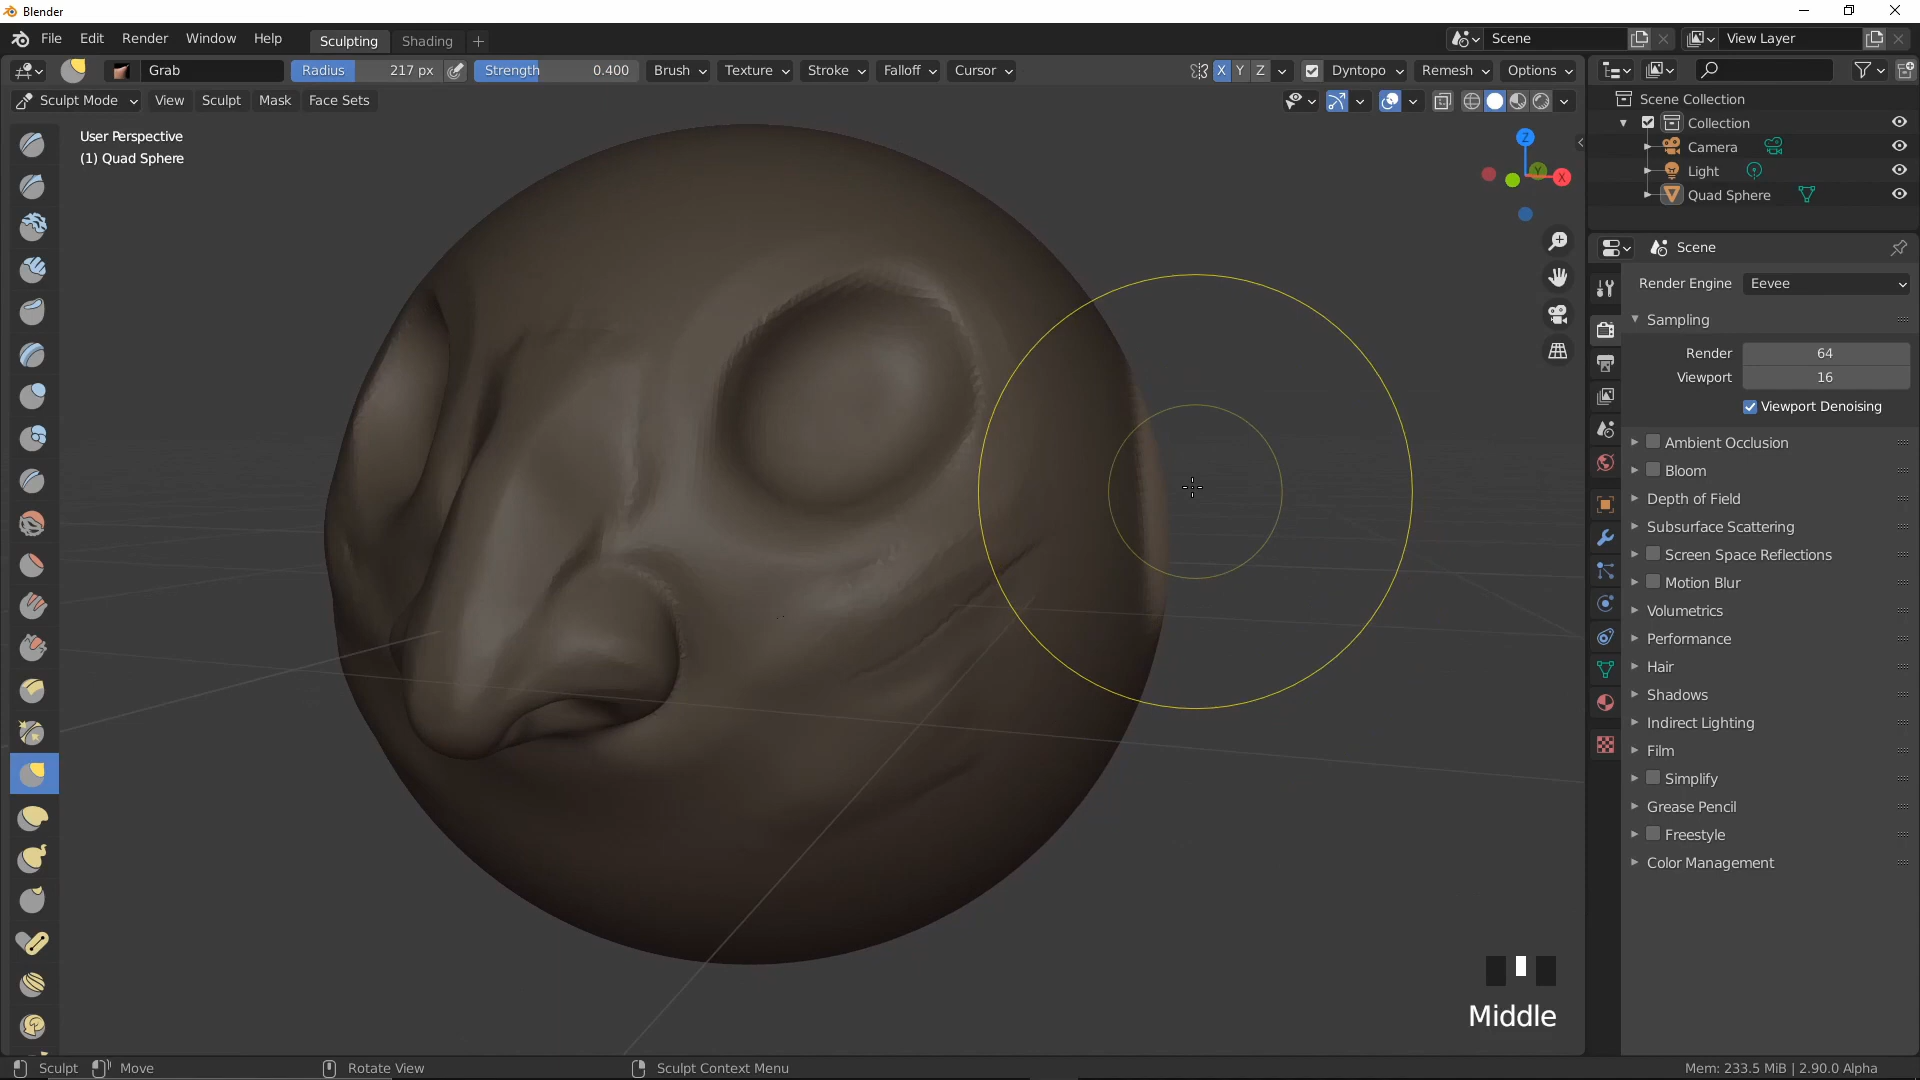 Blender
File Edit Render Window Help Sculpting Shading + Scene View Layer
Grab Radius 217 px Strength 0.400 Brush Texture Stroke Falloff Cursor X Y Z Dyntopo Remesh Options
Sculpt Mode View Sculpt Mask Face Sets
User Perspective
(1) Quad Sphere
Z
Y
X
Scene Collection
Collection
Camera
Light
Quad Sphere
Scene
Render Engine Eevee
Sampling
Render 64
Viewport 16
Viewport Denoising
Ambient Occlusion
Bloom
Depth of Field
Subsurface Scattering
Screen Space Reflections
Motion Blur
Volumetrics
Performance
Hair
Shadows
Indirect Lighting
Film
Simplify
Grease Pencil
Freestyle
Color Management
Middle
Sculpt Move Rotate View Sculpt Context Menu Mem: 233.5 MiB | 2.90.0 Alpha